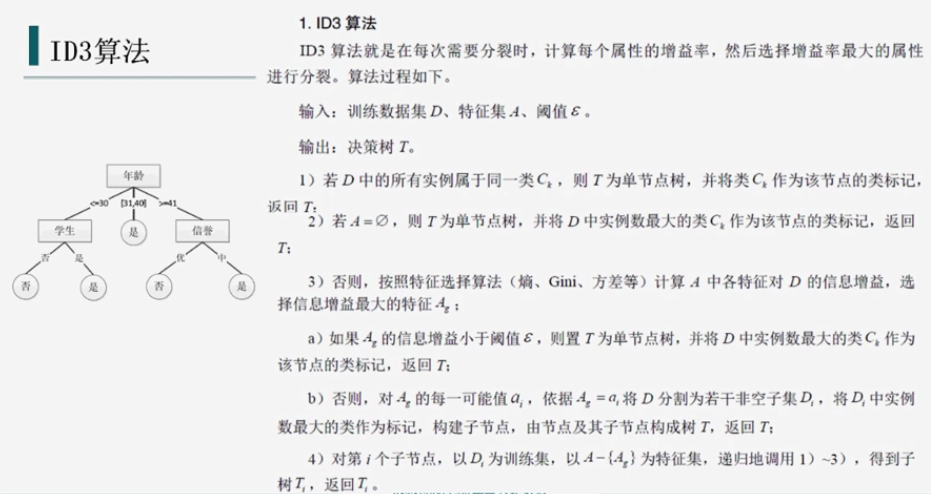 ID3算法
年龄
<=30
[31,40]
>=41
学生
是
信誉
否
是
优
中
否
是
否
是
1. ID3 算法
ID3 算法就是在每次需要分裂时，计算每个属性的增益率，然后选择增益率最大的属性
进行分裂。算法过程如下。
输入：训练数据集 D、特征集 A、阈值 ε 。
输出：决策树 T。
1）若 D 中的所有实例属于同一类 Cₖ ，则 T 为单节点树，并将类 Cₖ 作为该节点的类标记，
返回 T；
2）若 A=∅，则 T 为单节点树，并将 D 中实例数最大的类 Cₖ 作为该节点的类标记，返回
T；
3）否则，按照特征选择算法（熵、Gini、方差等）计算 A 中各特征对 D 的信息增益，选
择信息增益最大的特征 A_g ；
a）如果 A_g 的信息增益小于阈值 ε ，则置 T 为单节点树，并将 D 中实例数最大的类 Cₖ 作为
该节点的类标记，返回 T；
b）否则，对 A_g 的每一可能值 aᵢ ，依据 A_g = aᵢ 将 D 分割为若干非空子集 Dᵢ ，将 Dᵢ 中实例
数最大的类作为标记，构建子节点，由节点及其子节点构成树 T，返回 T；
4）对第 i 个子节点，以 Dᵢ 为训练集，以 A−{A_g} 为特征集，递归地调用 1）~3），得到子
树 Tᵢ ，返回 Tᵢ 。